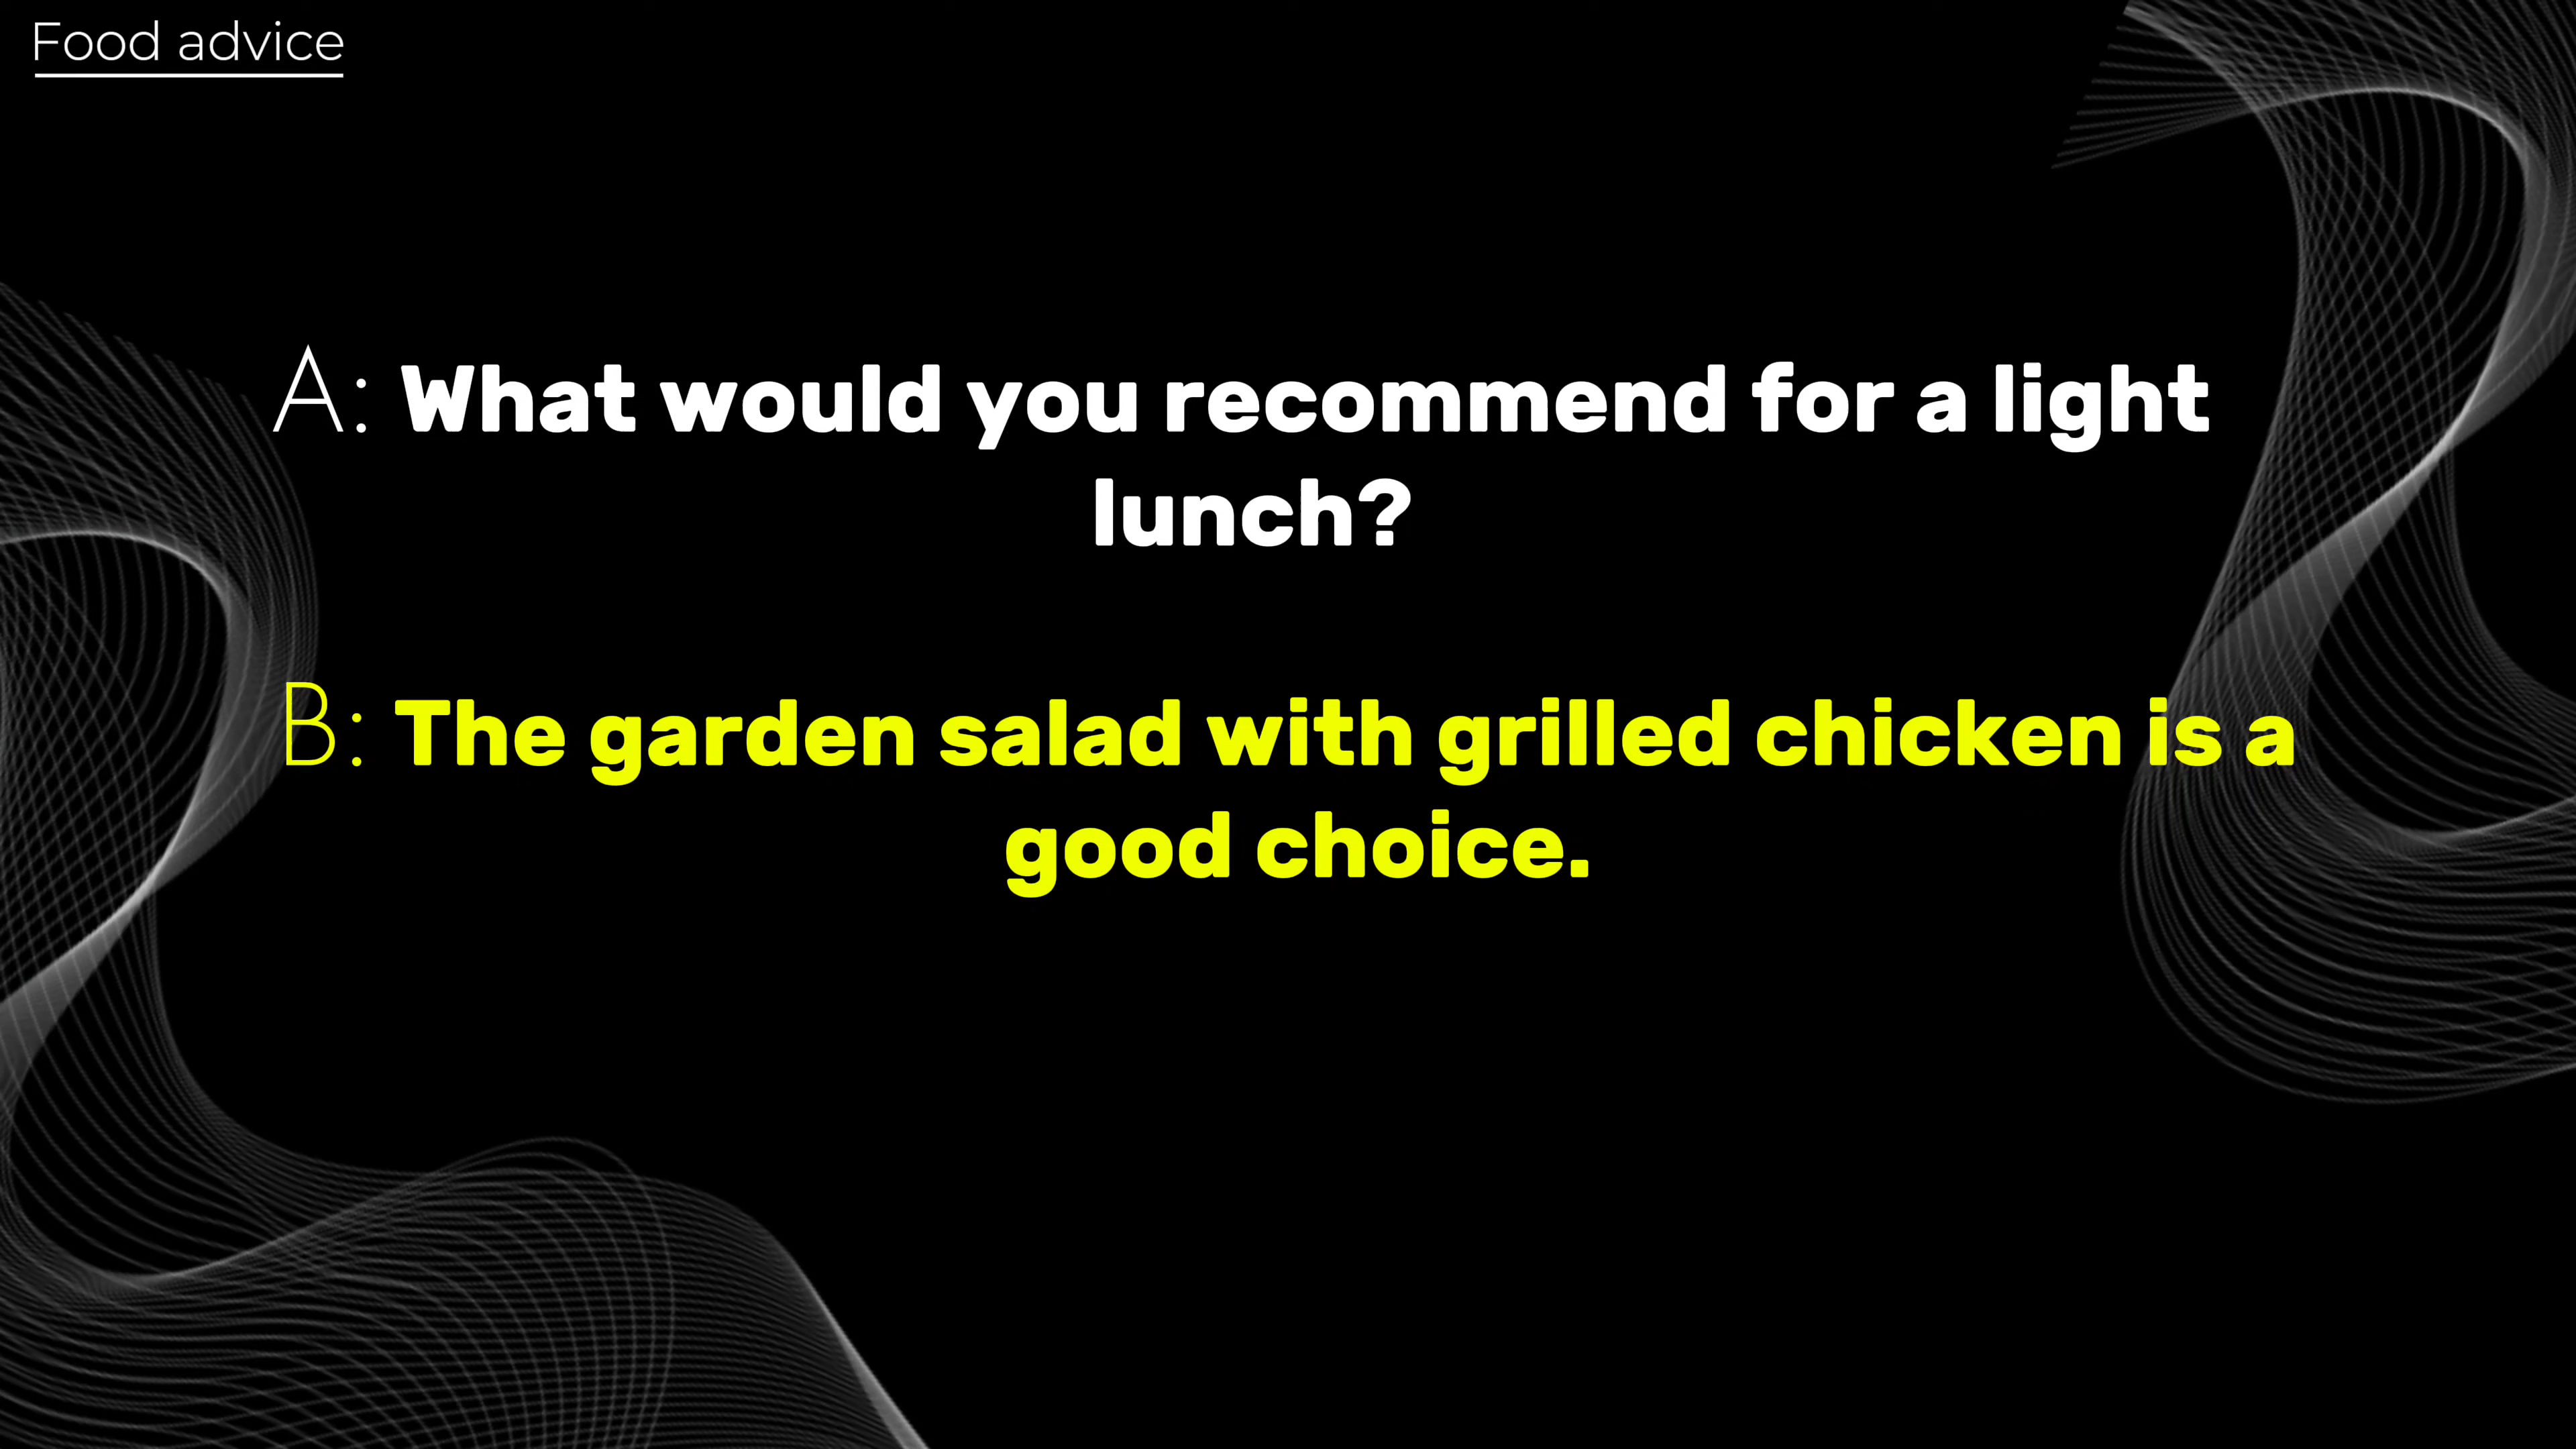 Food advice
A: What would you recommend for a light
lunch?
B: The garden salad with grilled chicken is a
good choice.